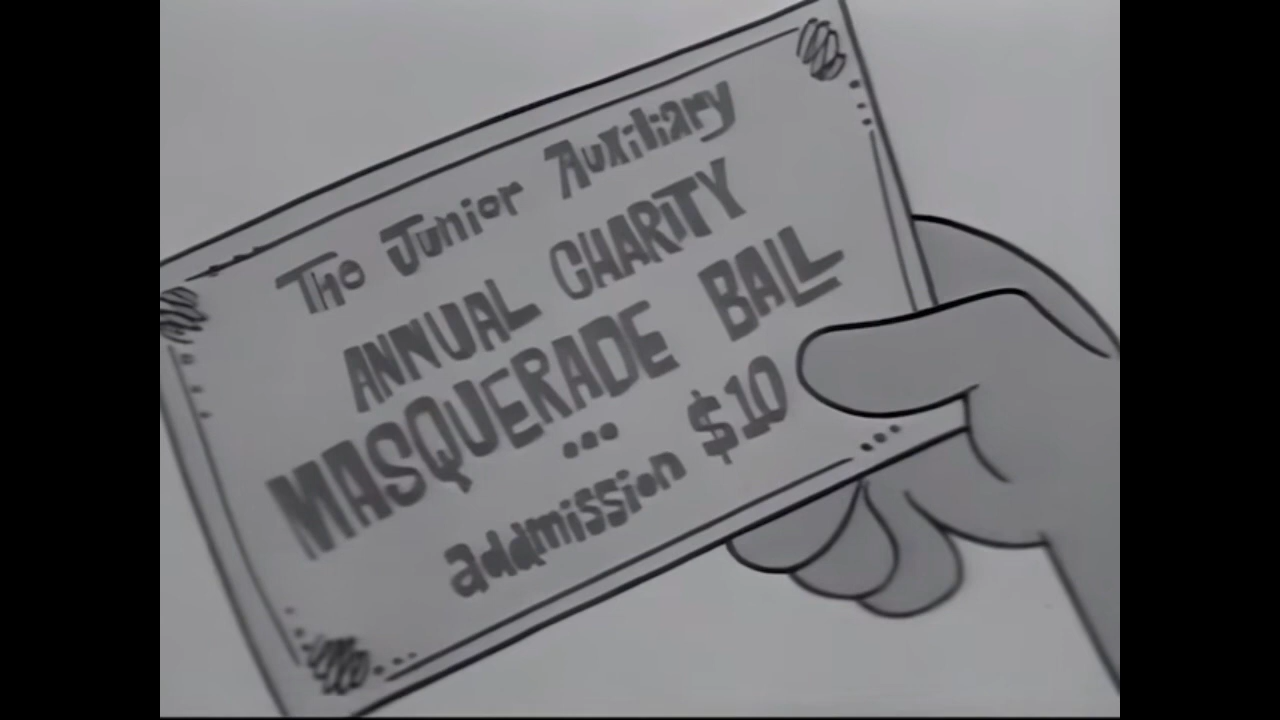 The Junior Auxiliary
ANNUAL CHARITY
MASQUERADE BALL
...
addmission $10